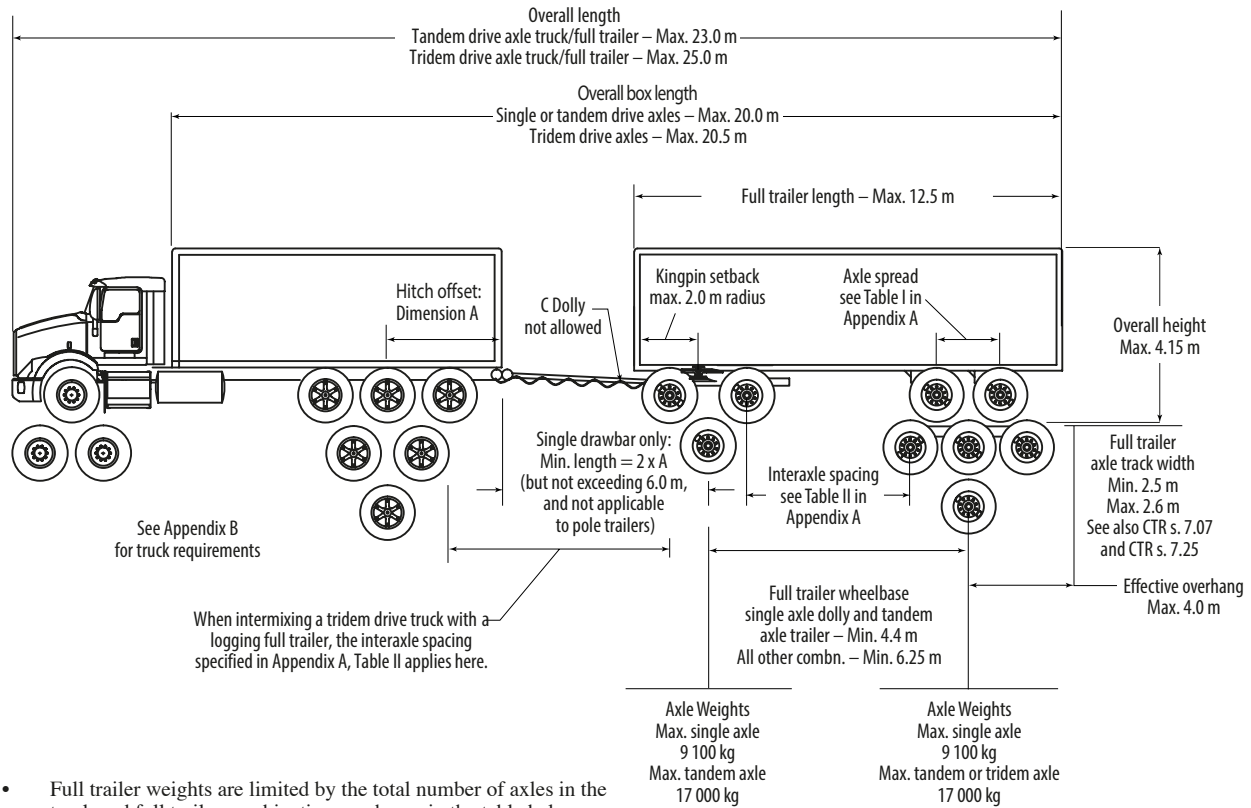 Overall length
Tandem drive axle truck/full trailer – Max. 23.0 m
Tridem drive axle truck/full trailer – Max. 25.0 m
Overall box length
Single or tandem drive axles – Max. 20.0 m
Tridem drive axles – Max. 20.5 m
Full trailer length – Max. 12.5 m
Hitch offset:
Dimension A
C Dolly
not allowed
Kingpin setback
max. 2.0 m radius
Axle spread
see Table I in
Appendix A
Overall height
Max. 4.15 m
See Appendix B
for truck requirements
Single drawbar only:
Min. length = 2 x A
(but not exceeding 6.0 m,
and not applicable
to pole trailers)
Interaxle spacing
see Table II in
Appendix A
Full trailer
axle track width
Min. 2.5 m
Max. 2.6 m
See also CTR s. 7.07
and CTR s. 7.25
Effective overhang
Max. 4.0 m
When intermixing a tridem drive truck with a
logging full trailer, the interaxle spacing
specified in Appendix A, Table II applies here.
Full trailer wheelbase
single axle dolly and tandem
axle trailer – Min. 4.4 m
All other combn. – Min. 6.25 m
Axle Weights
Max. single axle
9 100 kg
Max. tandem axle
17 000 kg
Axle Weights
Max. single axle
9 100 kg
Max. tandem or tridem axle
17 000 kg
• Full trailer weights are limited by the total number of axles in the